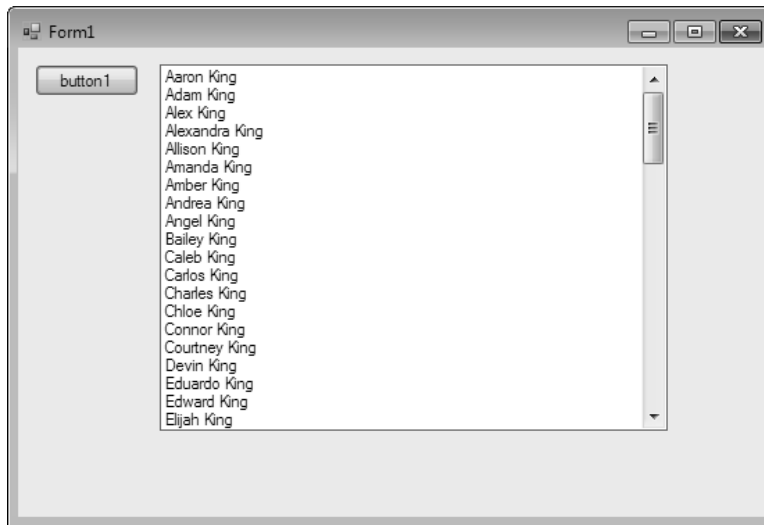 Form1
button1
Aaron King
Adam King
Alex King
Alexandra King
Allison King
Amanda King
Amber King
Andrea King
Angel King
Bailey King
Caleb King
Carlos King
Charles King
Chloe King
Connor King
Courtney King
Devin King
Eduardo King
Edward King
Elijah King